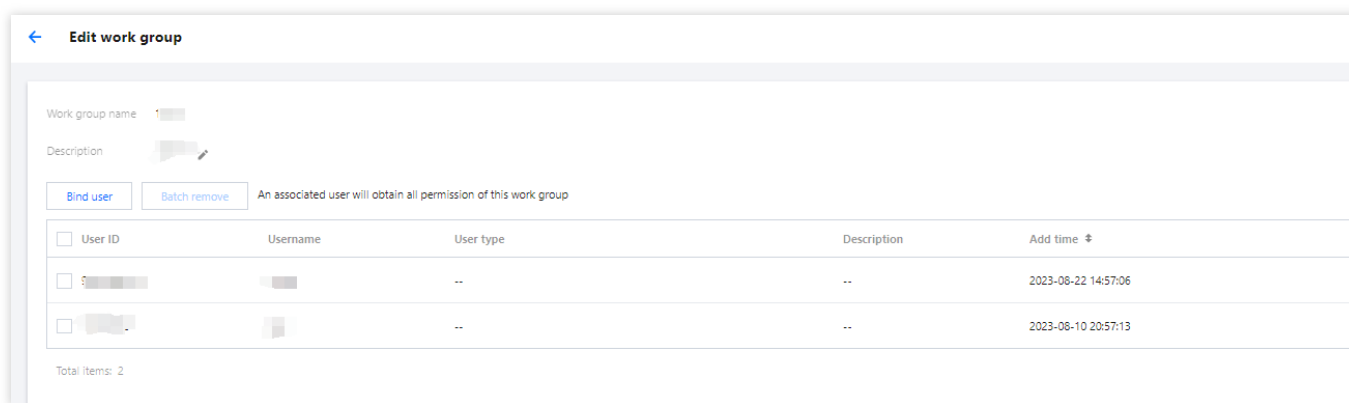 Edit work group
Work group name
Description
Bind user Batch remove An associated user will obtain all permission of this work group
User ID Username User type Description Add time
-- -- 2023-08-22 14:57:06
-- -- 2023-08-10 20:57:13
Total items: 2